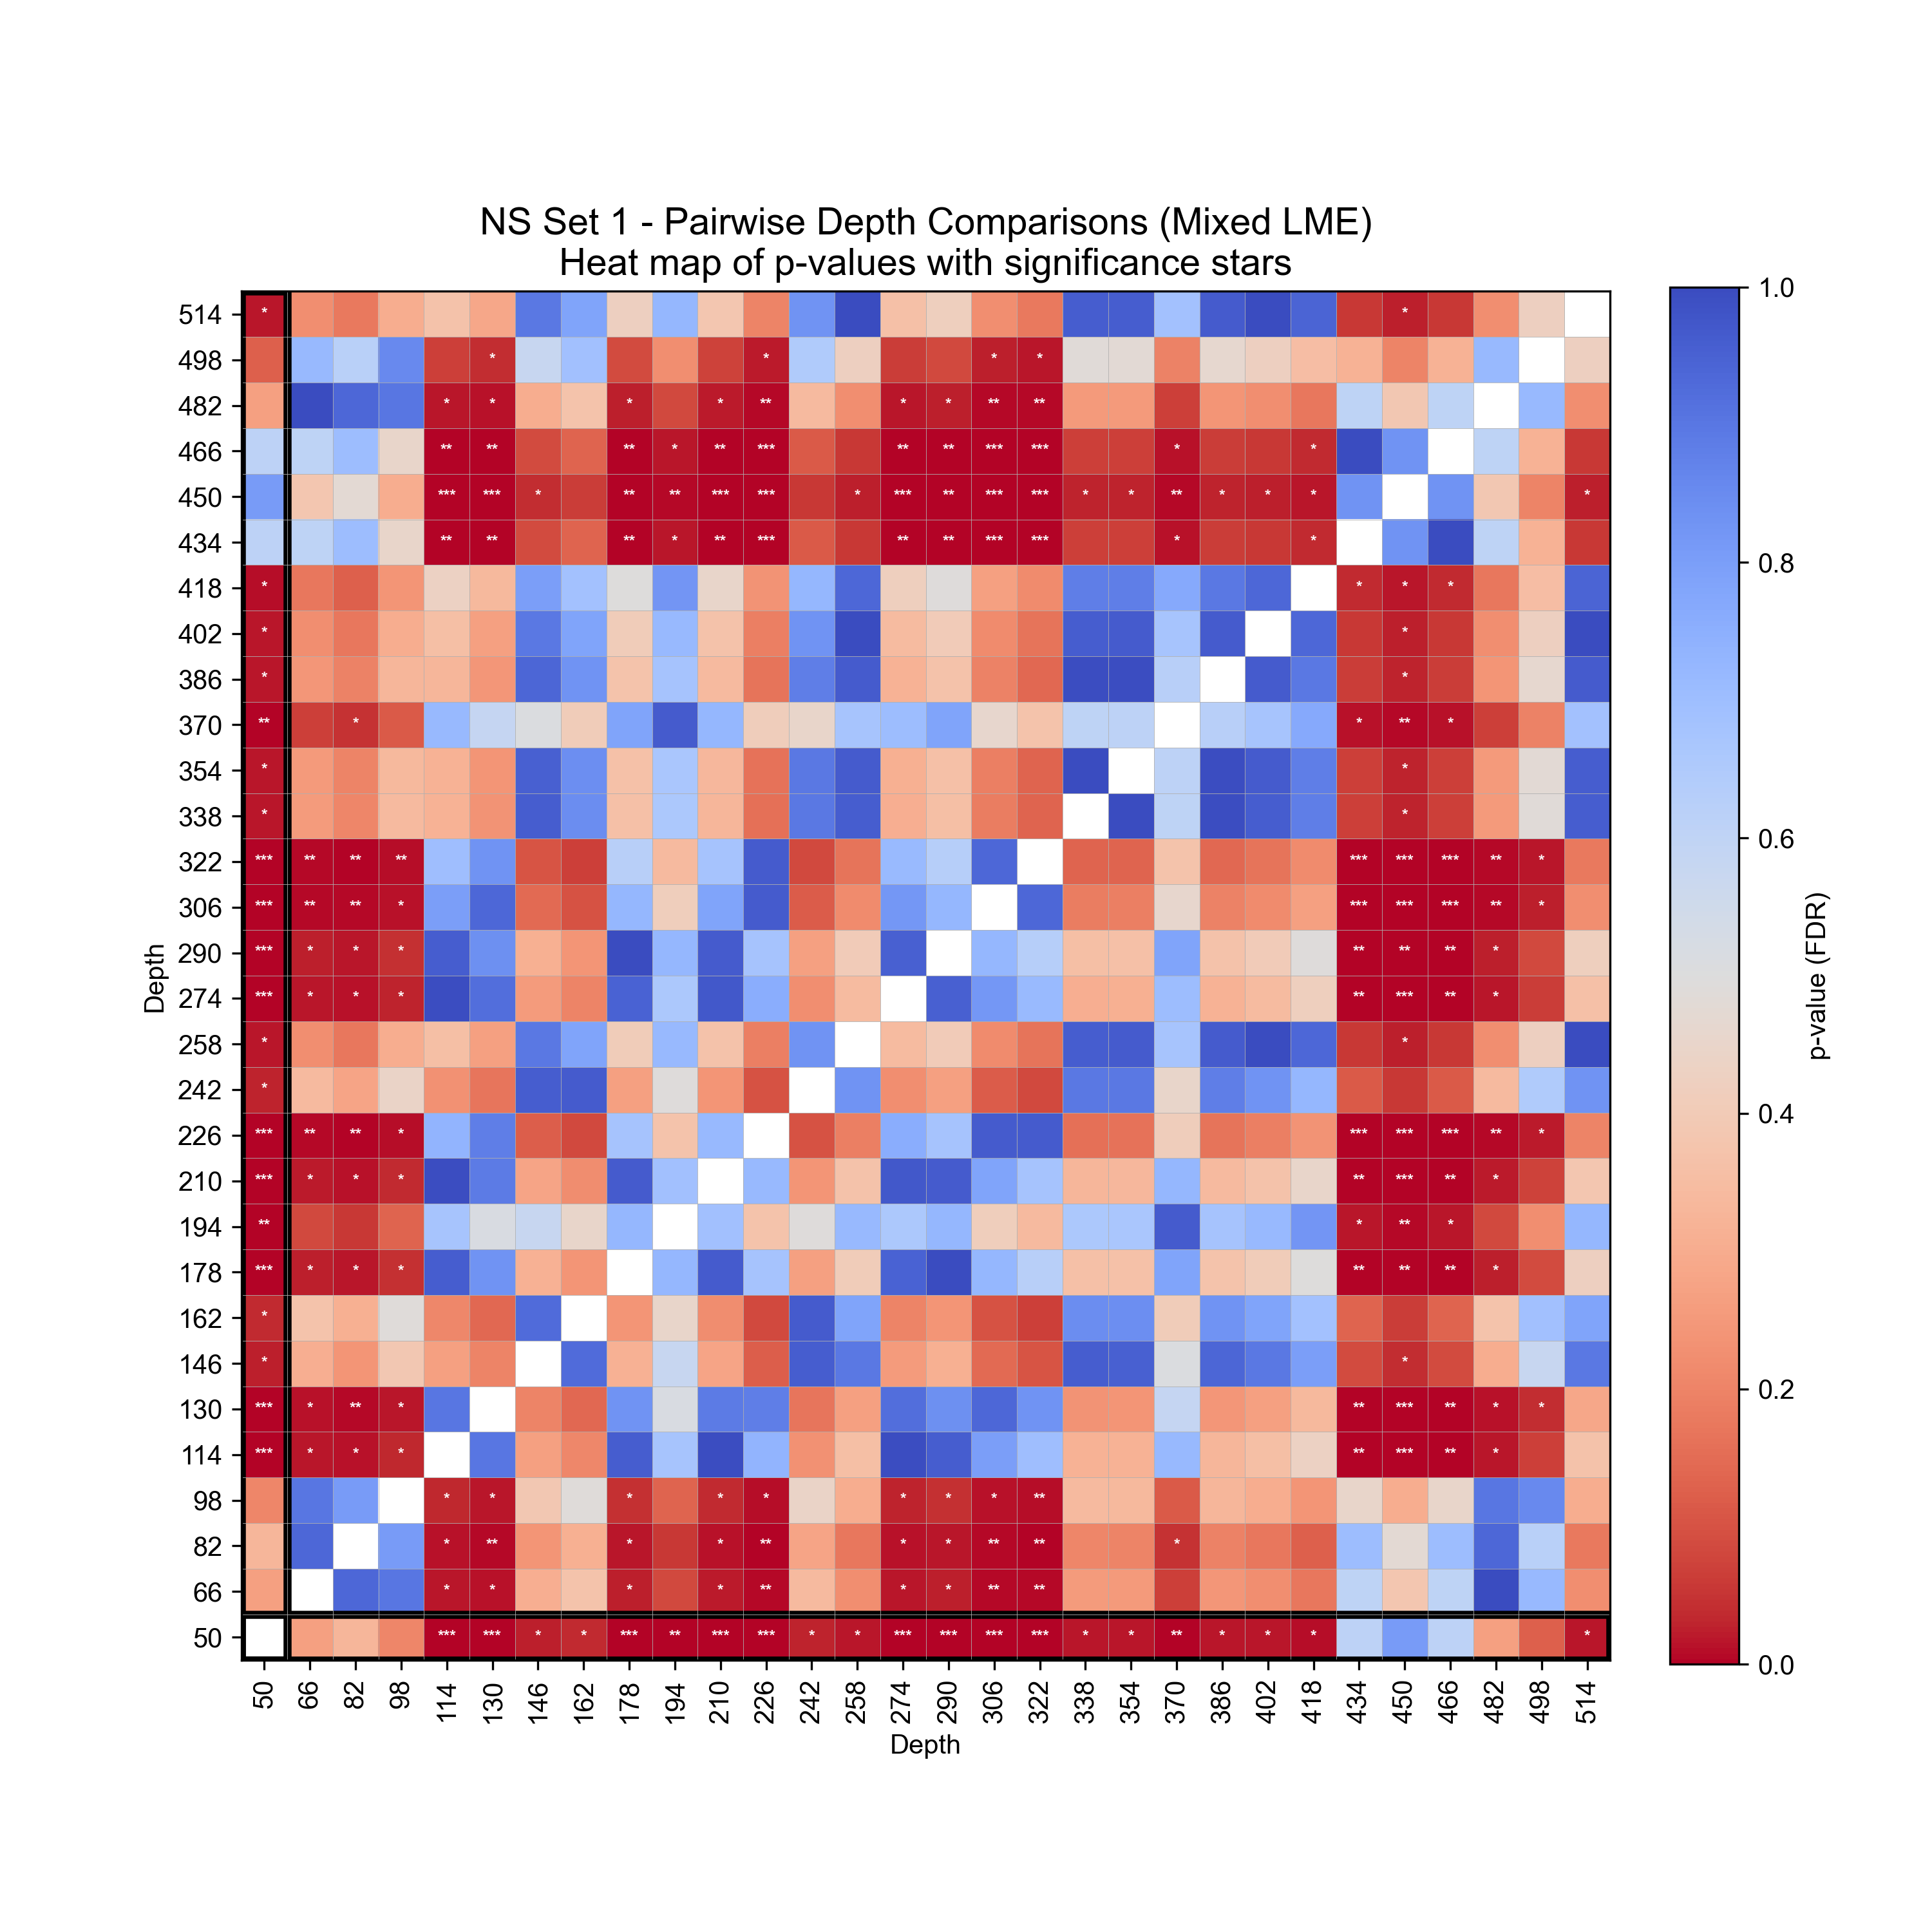 NS Set 1 - Pairwise Depth Comparisons (Mixed LME)
Heat map of p-values with significance stars
514 * *
498 * * * *
482 * * * * ** * * ** **
466 ** ** ** * ** *** ** ** *** *** * *
450 *** *** * ** ** *** *** * *** ** *** *** * * ** * * * *
434 ** ** ** * ** *** ** ** *** *** * *
418 * * * *
402 * *
386 * *
370 ** * * ** *
354 * *
338 * *
322 *** ** ** ** *** *** *** ** *
306 *** ** ** * *** *** *** ** *
290 *** * * * ** ** ** *
274 *** * * * ** *** ** *
258 * *
242 *
226 *** ** ** * *** *** *** ** *
210 *** * * * ** *** ** *
194 ** * ** *
178 *** * * * ** ** ** *
162 *
146 * *
130 *** * ** * ** *** ** * *
114 *** * * * ** *** ** *
98 * * * * * * * * **
82 * ** * * ** * * ** ** *
66 * * * * ** * * ** **
50 *** *** * * *** ** *** *** * * *** *** *** *** * * ** * * * *
50 66 82 98 114 130 146 162 178 194 210 226 242 258 274 290 306 322 338 354 370 386 402 418 434 450 466 482 498 514
Depth
Depth
1.0
0.8
0.6
0.4
0.2
0.0
p-value (FDR)